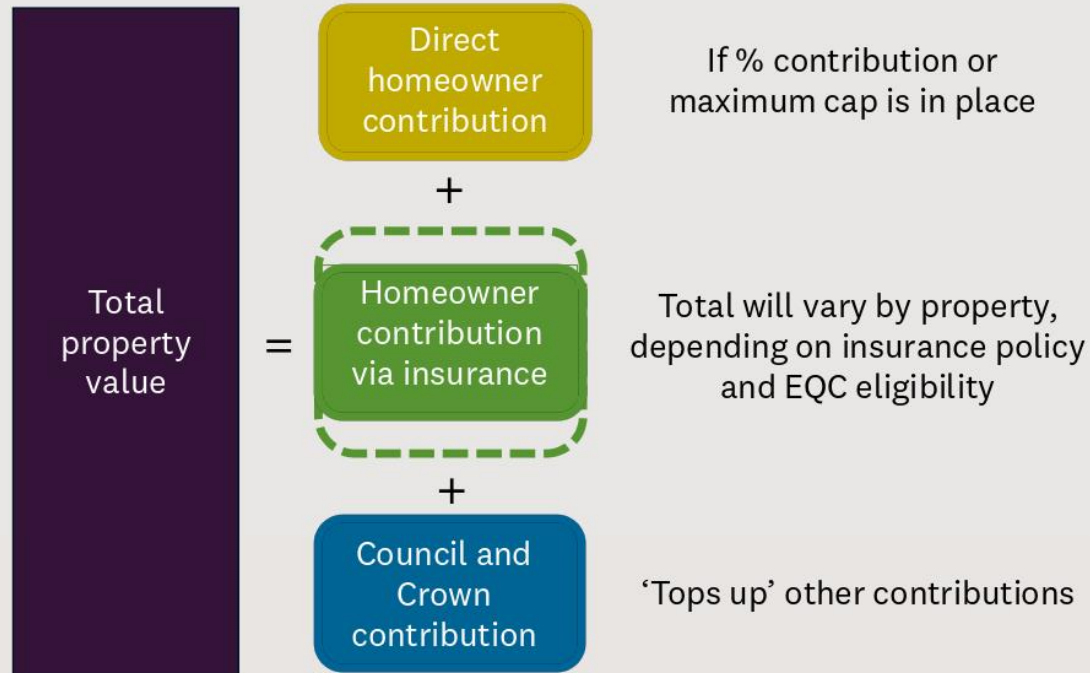 Total
property
value
=
Direct
homeowner
contribution
If % contribution or
maximum cap is in place
+
Homeowner
contribution
via insurance
Total will vary by property,
depending on insurance policy
and EQC eligibility
+
Council and
Crown
contribution
‘Tops up’ other contributions